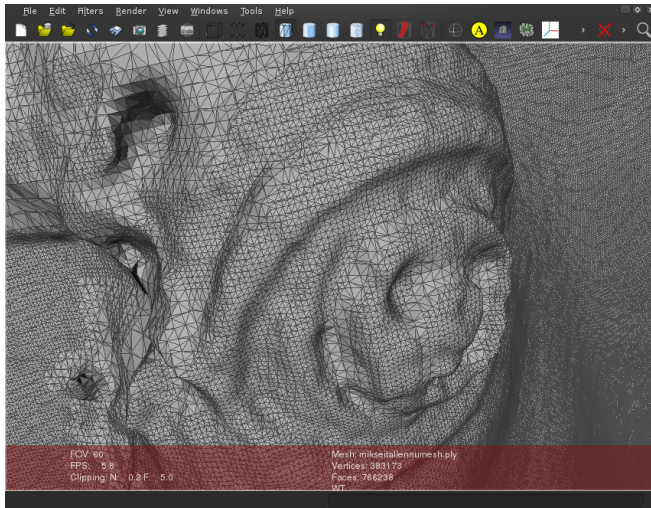 File Edit Filters Render View Windows Tools Help
A
FOV: 60
FPS: 5.8
Clipping: N: 0.2 F: 5.0
Mesh: mikseitallennumesh.ply
Vertices: 383173
Faces: 766238
WT